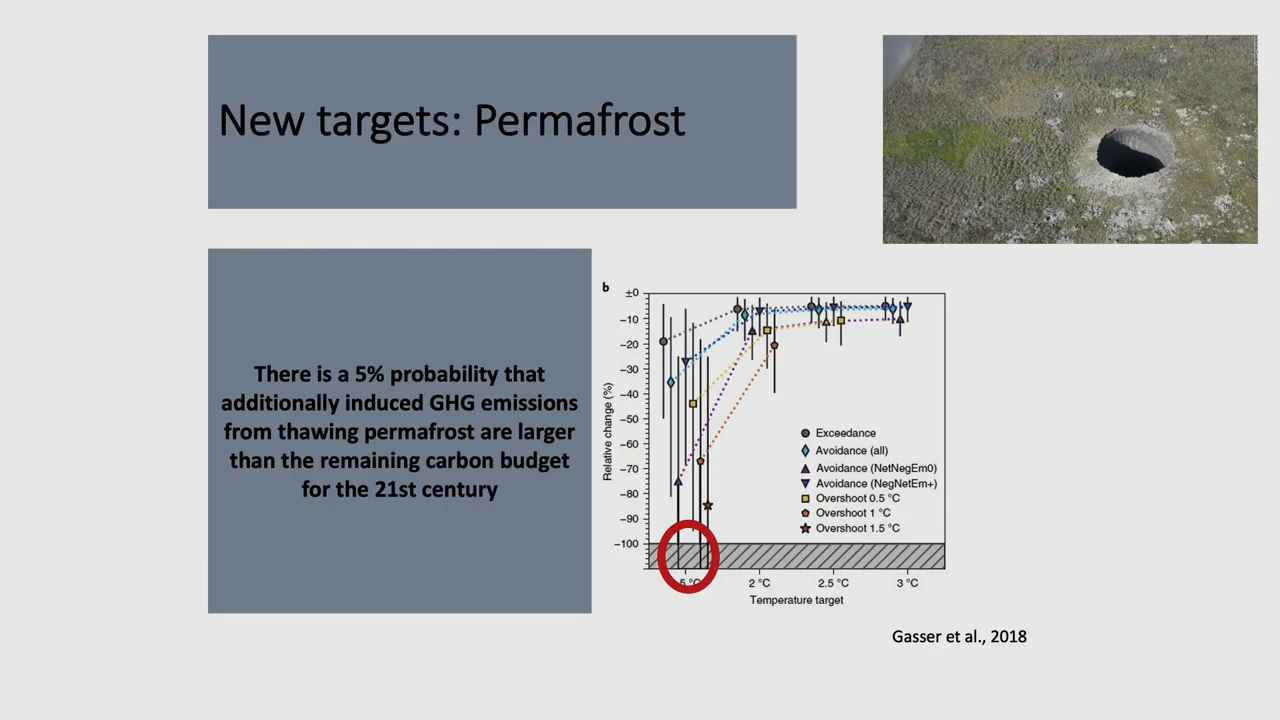 New targets: Permafrost
There is a 5% probability that
additionally induced GHG emissions
from thawing permafrost are larger
than the remaining carbon budget
for the 21st century
b
±0
−10
−20
−30
−40
−50
−60
−70
−80
−90
−100
Relative change (%)
Exceedance
Avoidance (all)
Avoidance (NetNegEm0)
Avoidance (NegNetEm+)
Overshoot 0.5 °C
Overshoot 1 °C
Overshoot 1.5 °C
5 °C 2 °C 2.5 °C 3 °C
Temperature target
Gasser et al., 2018